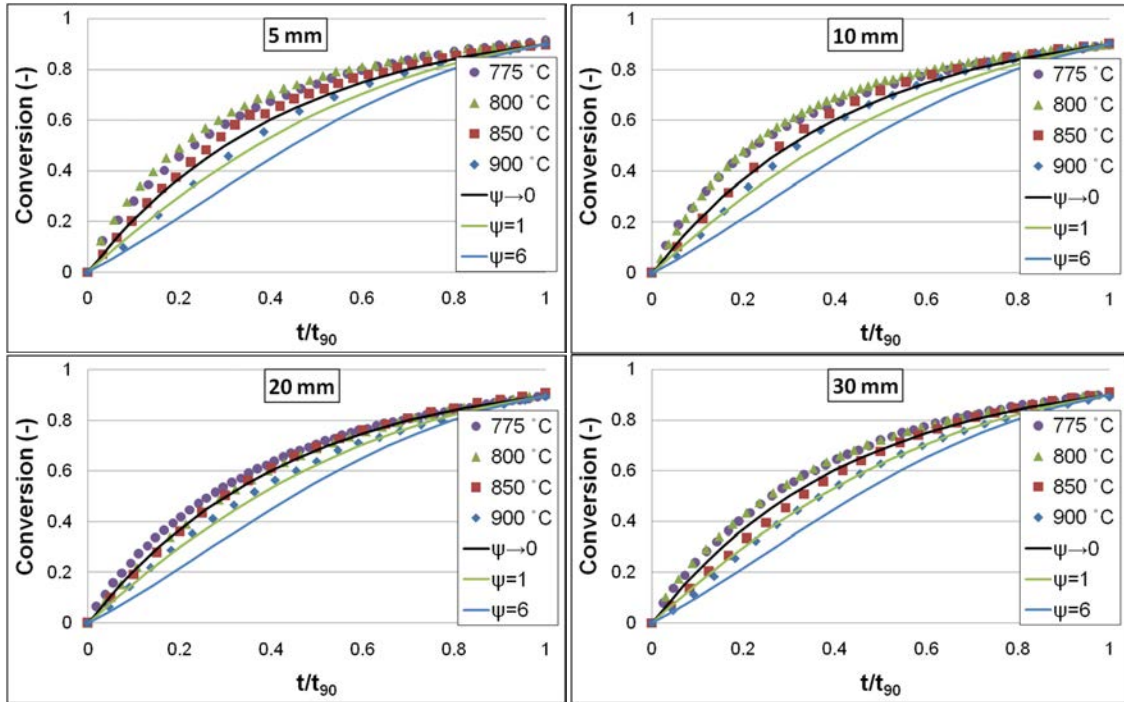 5 mm
Conversion (-)
1
0.8
0.6
0.4
0.2
0
0 0.2 0.4 0.6 0.8 1
t/t90
775 °C
800 °C
850 °C
900 °C
ψ→0
ψ=1
ψ=6
10 mm
Conversion (-)
1
0.8
0.6
0.4
0.2
0
0 0.2 0.4 0.6 0.8 1
t/t90
775 °C
800 °C
850 °C
900 °C
ψ→0
ψ=1
ψ=6
20 mm
Conversion (-)
1
0.8
0.6
0.4
0.2
0
0 0.2 0.4 0.6 0.8 1
t/t90
775 °C
800 °C
850 °C
900 °C
ψ→0
ψ=1
ψ=6
30 mm
Conversion (-)
1
0.8
0.6
0.4
0.2
0
0 0.2 0.4 0.6 0.8 1
t/t90
775 °C
800 °C
850 °C
900 °C
ψ→0
ψ=1
ψ=6